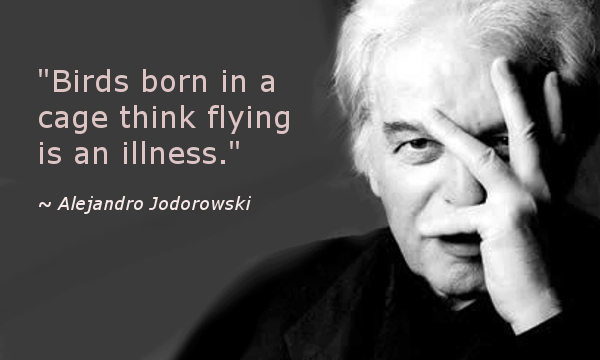 "Birds born in a
cage think flying
is an illness."
~ Alejandro Jodorowski